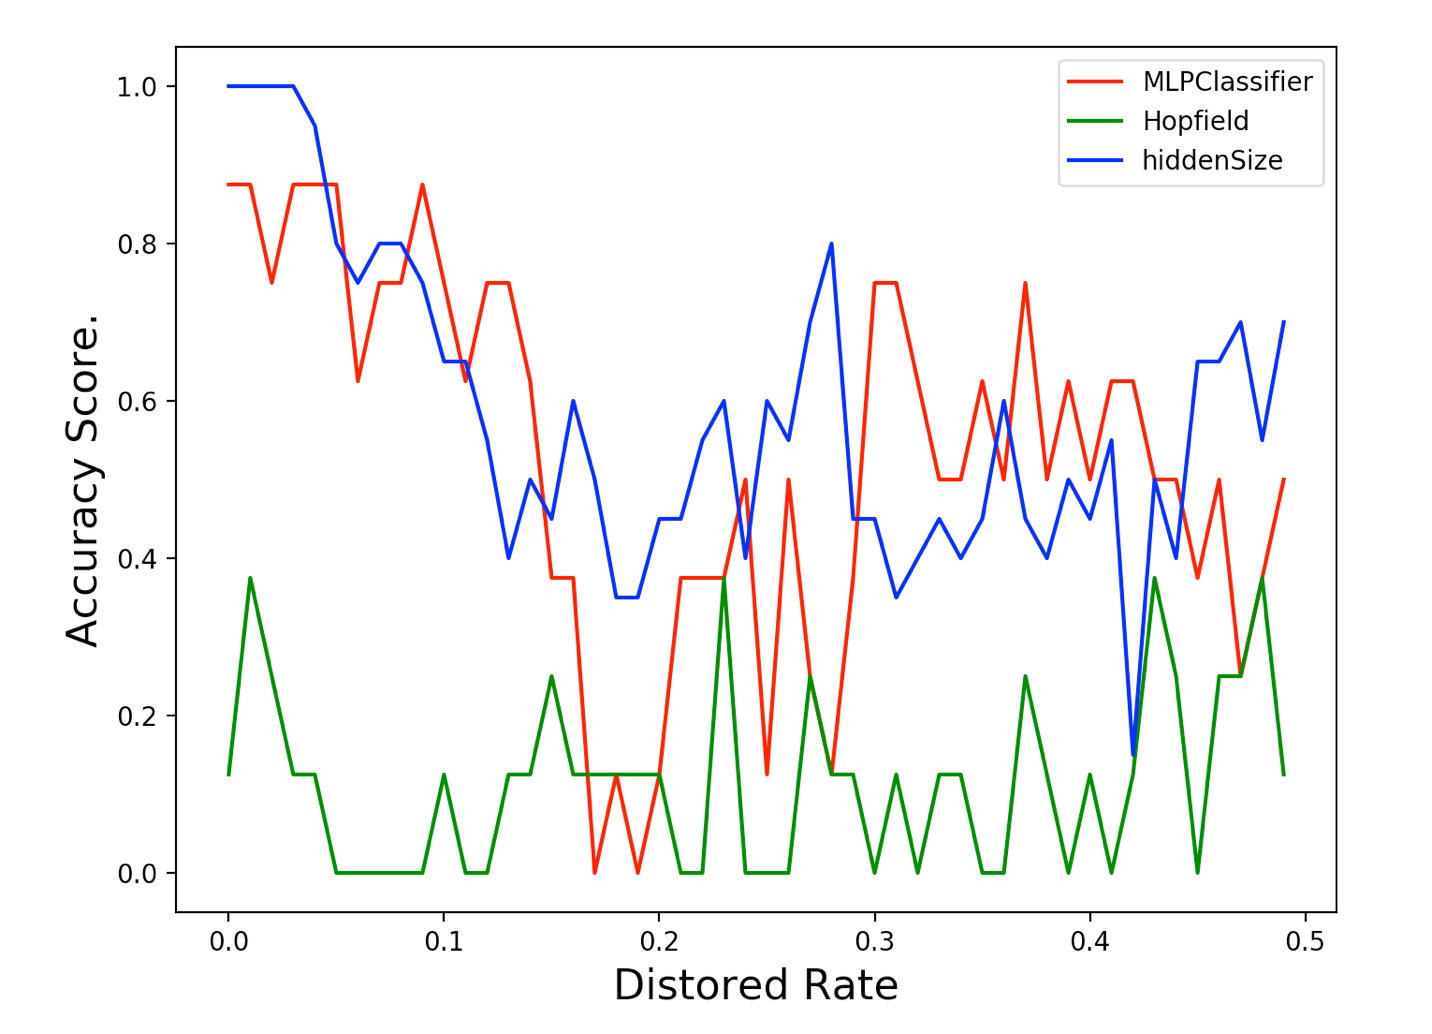 MLPClassifier
Hopfield
hiddenSize
1.0
0.8
0.6
0.4
0.2
0.0
Accuracy Score.
0.0 0.1 0.2 0.3 0.4 0.5
Distored Rate